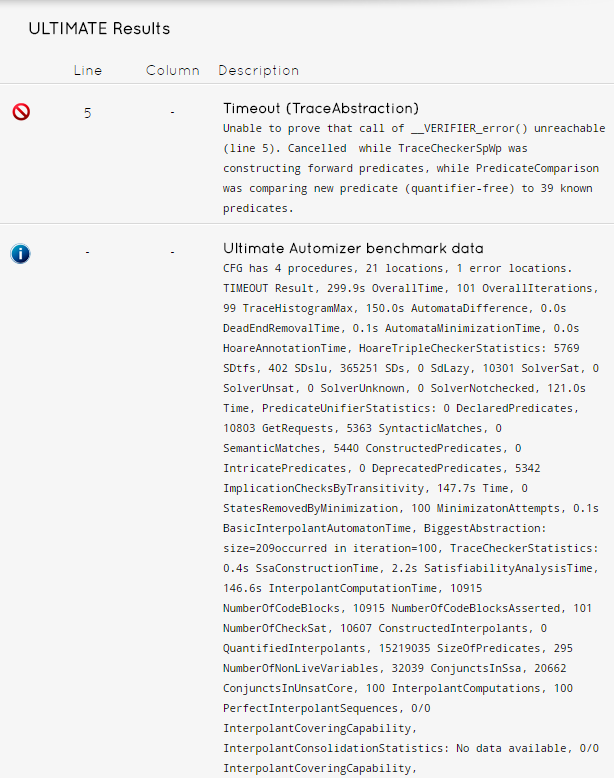 ULTIMATE Results
Line Column Description
5 - Timeout (TraceAbstraction)
Unable to prove that call of __VERIFIER_error() unreachable
(line 5). Cancelled  while TraceCheckerSpWp was
constructing forward predicates, while PredicateComparison
was comparing new predicate (quantifier-free) to 39 known
predicates.
- - Ultimate Automizer benchmark data
CFG has 4 procedures, 21 locations, 1 error locations.
TIMEOUT Result, 299.9s OverallTime, 101 OverallIterations,
99 TraceHistogramMax, 150.0s AutomataDifference, 0.0s
DeadEndRemovalTime, 0.1s AutomataMinimizationTime, 0.0s
HoareAnnotationTime, HoareTripleCheckerStatistics: 5769
SDtfs, 402 SDslu, 365251 SDs, 0 SdLazy, 10301 SolverSat, 0
SolverUnsat, 0 SolverUnknown, 0 SolverNotchecked, 121.0s
Time, PredicateUnifierStatistics: 0 DeclaredPredicates,
10803 GetRequests, 5363 SyntacticMatches, 0
SemanticMatches, 5440 ConstructedPredicates, 0
IntricatePredicates, 0 DeprecatedPredicates, 5342
ImplicationChecksByTransitivity, 147.7s Time, 0
StatesRemovedByMinimization, 100 MinimizatonAttempts, 0.1s
BasicInterpolantAutomatonTime, BiggestAbstraction:
size=209occurred in iteration=100, TraceCheckerStatistics:
0.4s SsaConstructionTime, 2.2s SatisfiabilityAnalysisTime,
146.6s InterpolantComputationTime, 10915
NumberOfCodeBlocks, 10915 NumberOfCodeBlocksAsserted, 101
NumberOfCheckSat, 10607 ConstructedInterpolants, 0
QuantifiedInterpolants, 15219035 SizeOfPredicates, 295
NumberOfNonLiveVariables, 32039 ConjunctsInSsa, 20662
ConjunctsInUnsatCore, 100 InterpolantComputations, 100
PerfectInterpolantSequences, 0/0
InterpolantCoveringCapability,
InterpolantConsolidationStatistics: No data available, 0/0
InterpolantCoveringCapability,